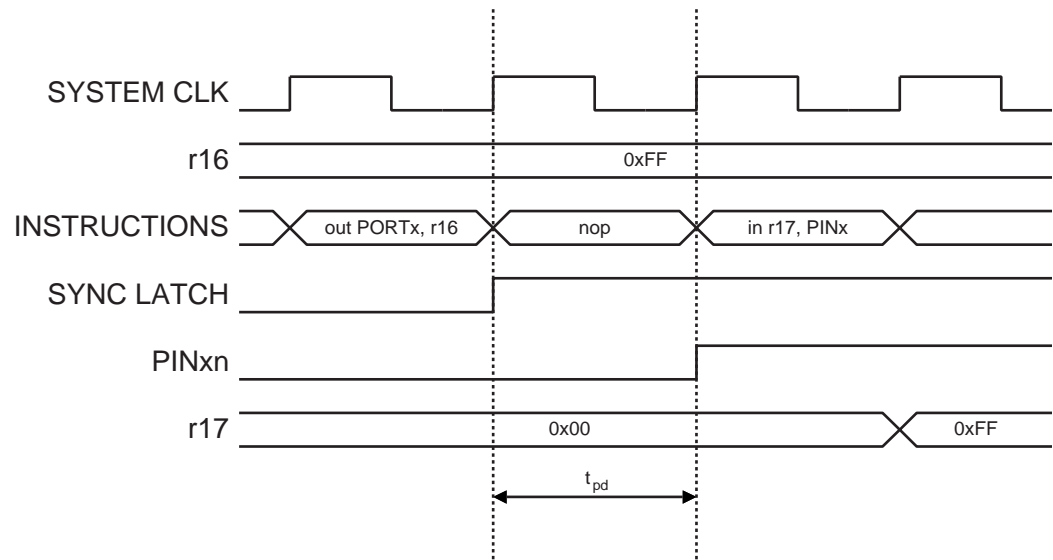 SYSTEM CLK
r16
0xFF
INSTRUCTIONS
out PORTx, r16
nop
in r17, PINx
SYNC LATCH
PINxn
r17
0x00
0xFF
tpd